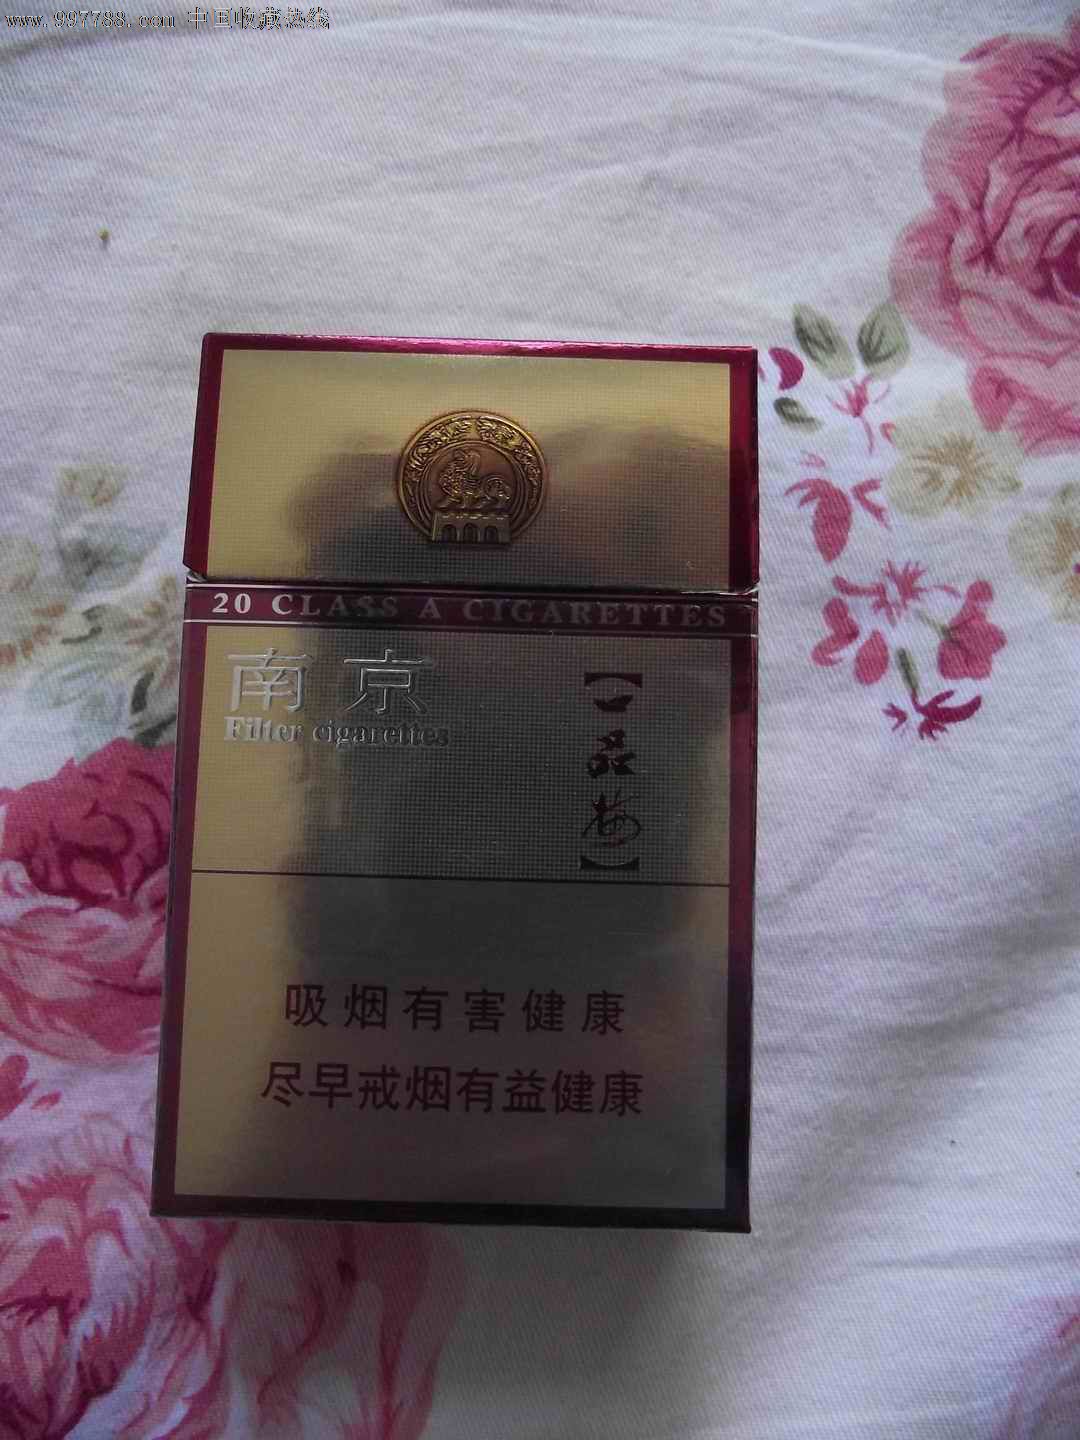 www.997788.com 中国收藏热线
20 CLASS A CIGARETTES
南京
Filter cigarettes
【一品梅】
吸烟有害健康
尽早戒烟有益健康